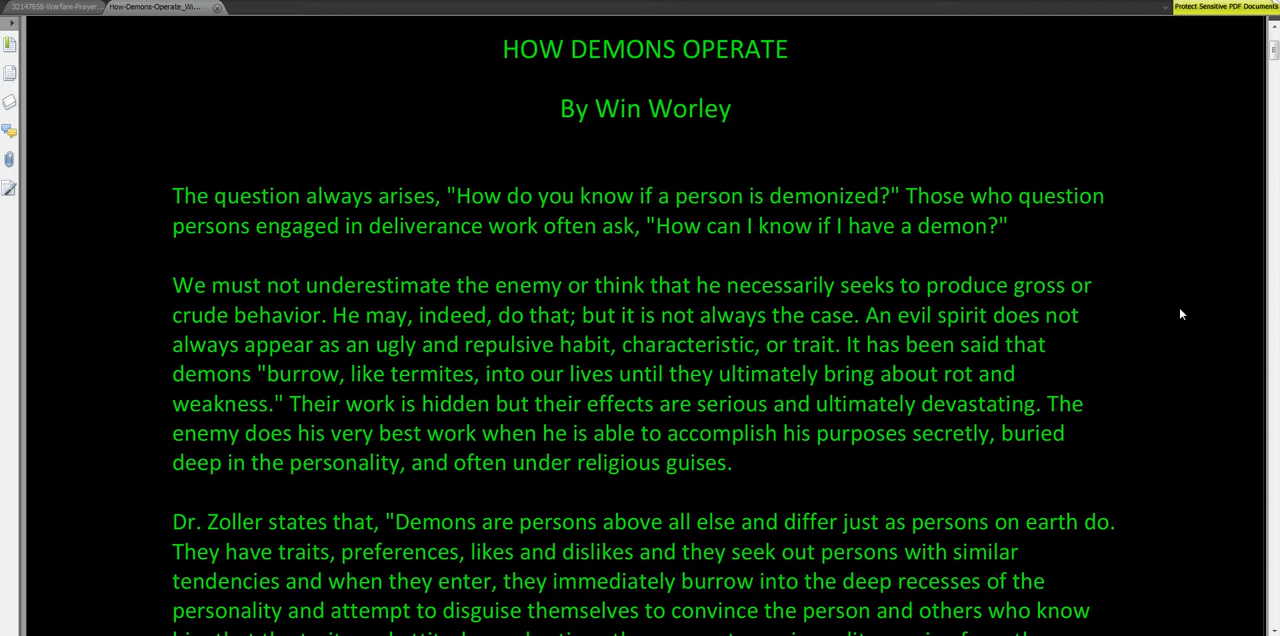 32147858-Warfare-Prayer...
How-Demons-Operate_Wi...
Protect Sensitive PDF Documents
HOW DEMONS OPERATE
By Win Worley
The question always arises, "How do you know if a person is demonized?" Those who question
persons engaged in deliverance work often ask, "How can I know if I have a demon?"
We must not underestimate the enemy or think that he necessarily seeks to produce gross or
crude behavior. He may, indeed, do that; but it is not always the case. An evil spirit does not
always appear as an ugly and repulsive habit, characteristic, or trait. It has been said that
demons "burrow, like termites, into our lives until they ultimately bring about rot and
weakness." Their work is hidden but their effects are serious and ultimately devastating. The
enemy does his very best work when he is able to accomplish his purposes secretly, buried
deep in the personality, and often under religious guises.
Dr. Zoller states that, "Demons are persons above all else and differ just as persons on earth do.
They have traits, preferences, likes and dislikes and they seek out persons with similar
tendencies and when they enter, they immediately burrow into the deep recesses of the
personality and attempt to disguise themselves to convince the person and others who know